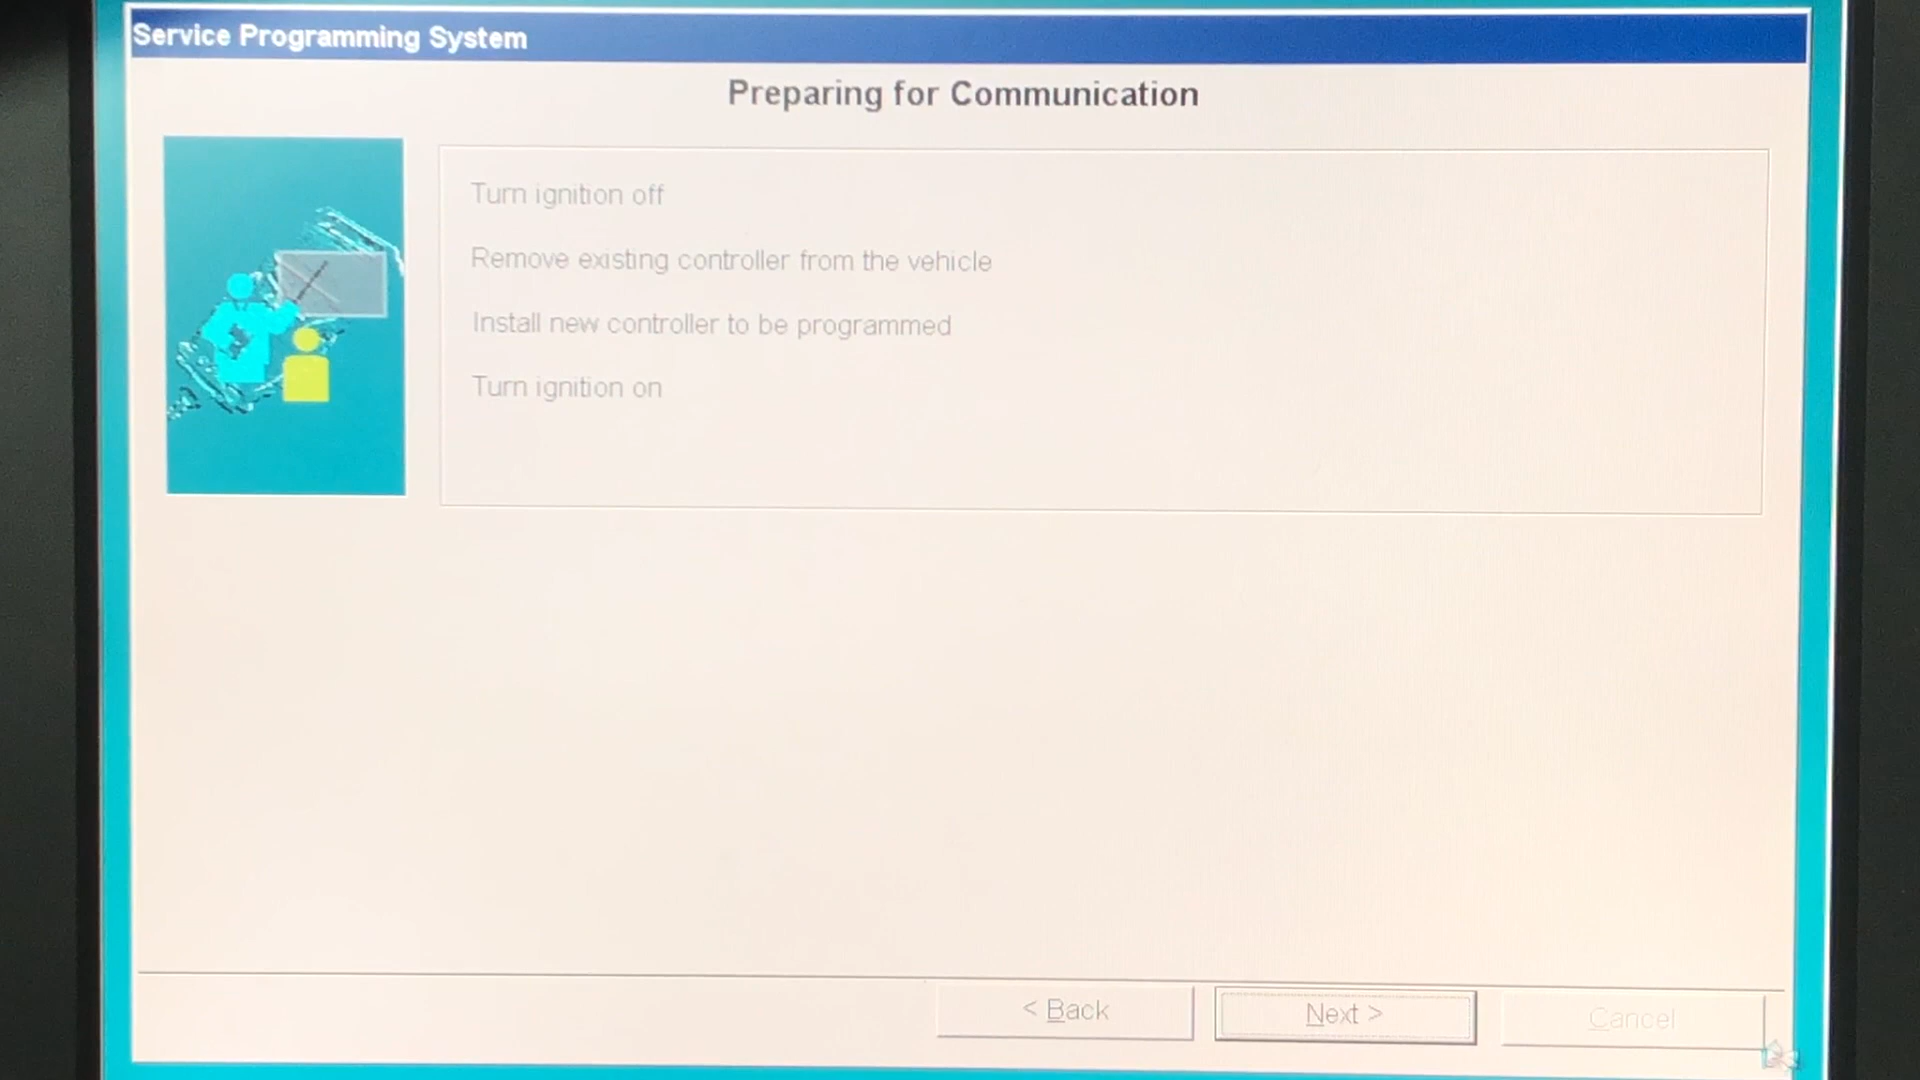 Service Programming System
Preparing for Communication
Turn ignition off
Remove existing controller from the vehicle
Install new controller to be programmed
Turn ignition on
< Back
Next >
Cancel